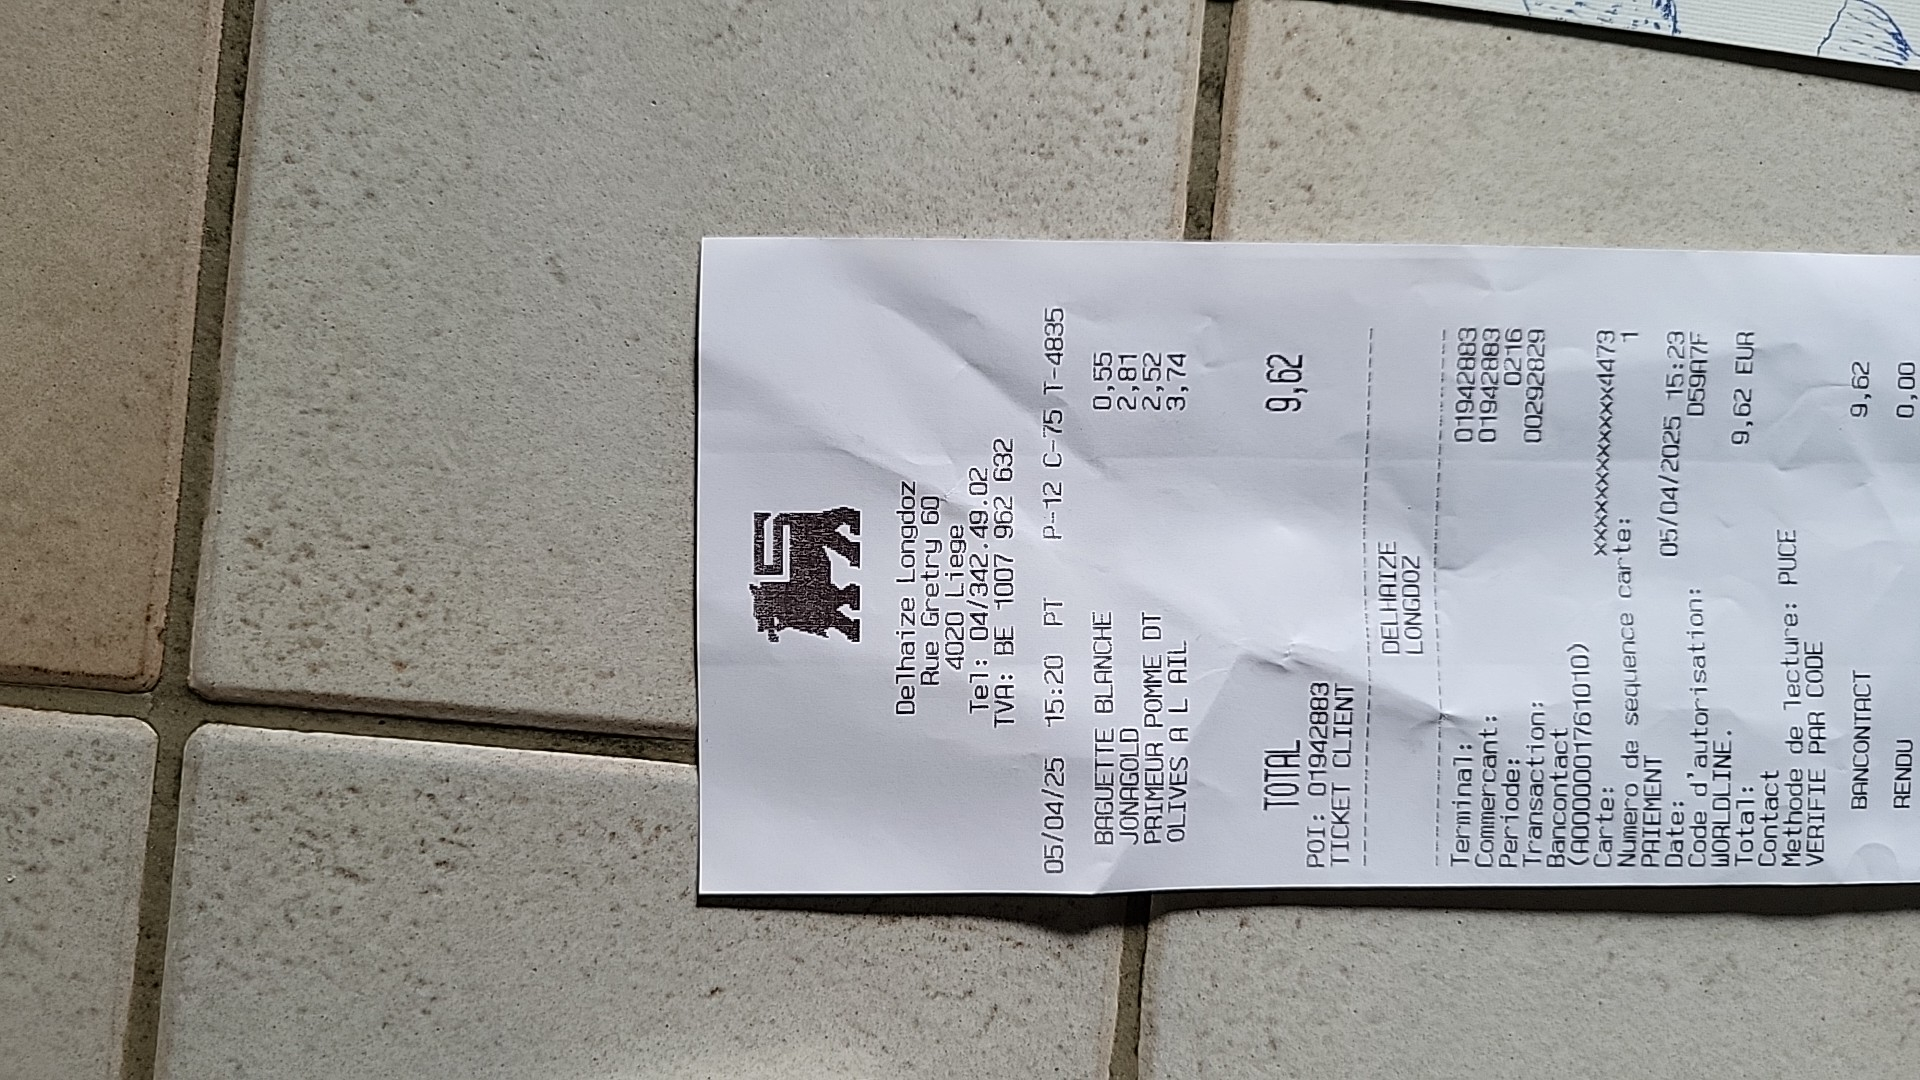 Delhaize Longdoz
Rue Gretry 60
4020 Liege
Tel: 04/342.49.02
TVA: BE 1007 962 632
05/04/25 15:20 PT P-12 C-75 T-4835
BAGUETTE BLANCHE 0,55
JONAGOLD 2,81
PRIMEUR POMME DT 2,52
OLIVES A L AIL 3,74
TOTAL 9,62
POI: 01942883
TICKET CLIENT
DELHAIZE
LONGDOZ
Terminal: 01942883
Commercant: 01942883
Periode: 0216
Transaction: 00292829
Bancontact
(A0000001761010)
Carte: xxxxxxxxxxxxx4473
Numero de sequence carte: 1
PAIEMENT
Date: 05/04/2025 15:23
Code d'autorisation: D59A7F
WORLDLINE.
Total: 9,62 EUR
Contact
Methode de lecture: PUCE
VERIFIE PAR CODE
BANCONTACT 9,62
RENDU 0,00